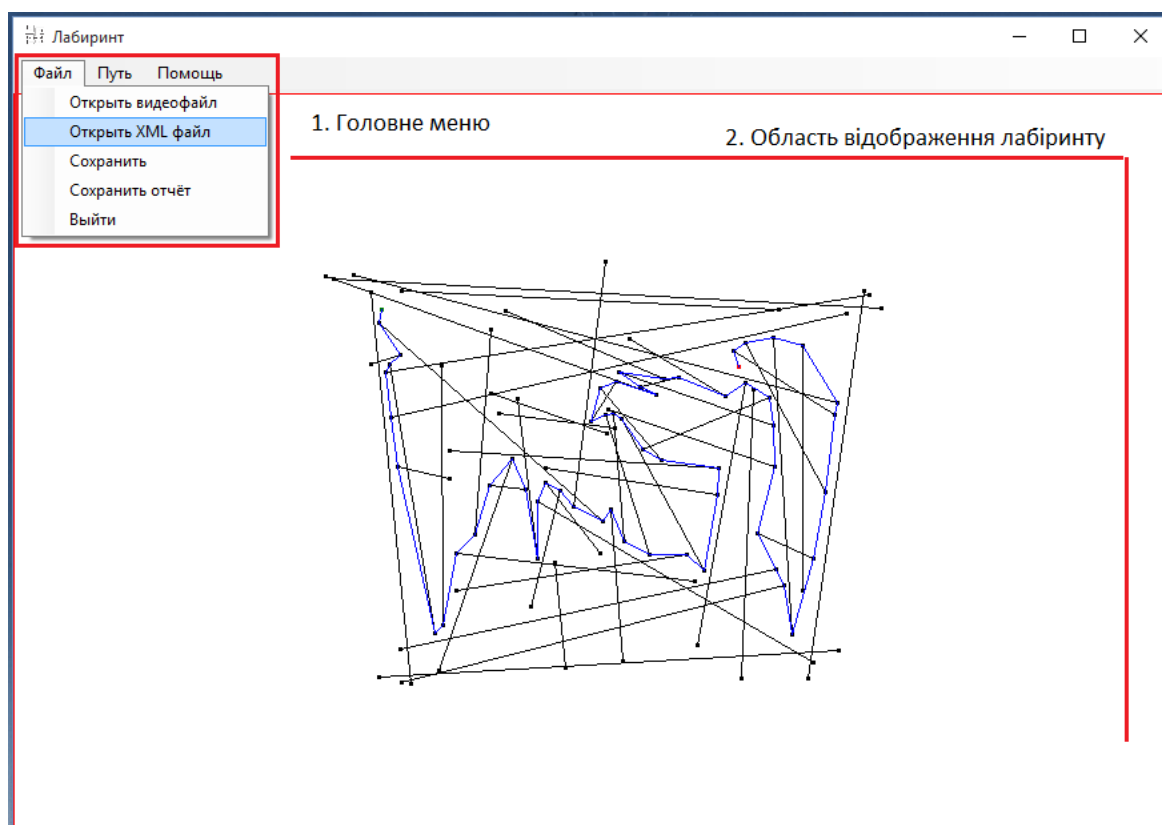 Лабиринт
Файл Путь Помощь
Открыть видеофайл
Открыть XML файл
Сохранить
Сохранить отчёт
Выйти
1. Головне меню
2. Область відображення лабіринту